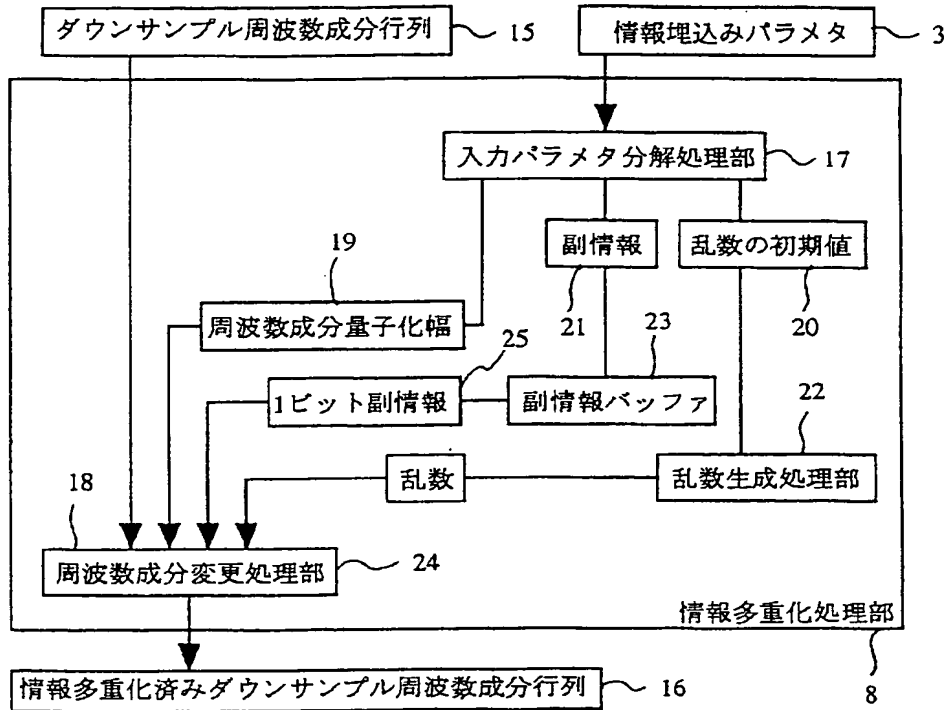 ダウンサンプル周波数成分行列 15
情報埋込みパラメタ 3
入力パラメタ分解処理部 17
副情報
21
乱数の初期値
20
19
周波数成分量子化幅
25
1ビット副情報
23
副情報バッファ
22
乱数
乱数生成処理部
18
周波数成分変更処理部 24
情報多重化処理部
8
情報多重化済みダウンサンプル周波数成分行列 16